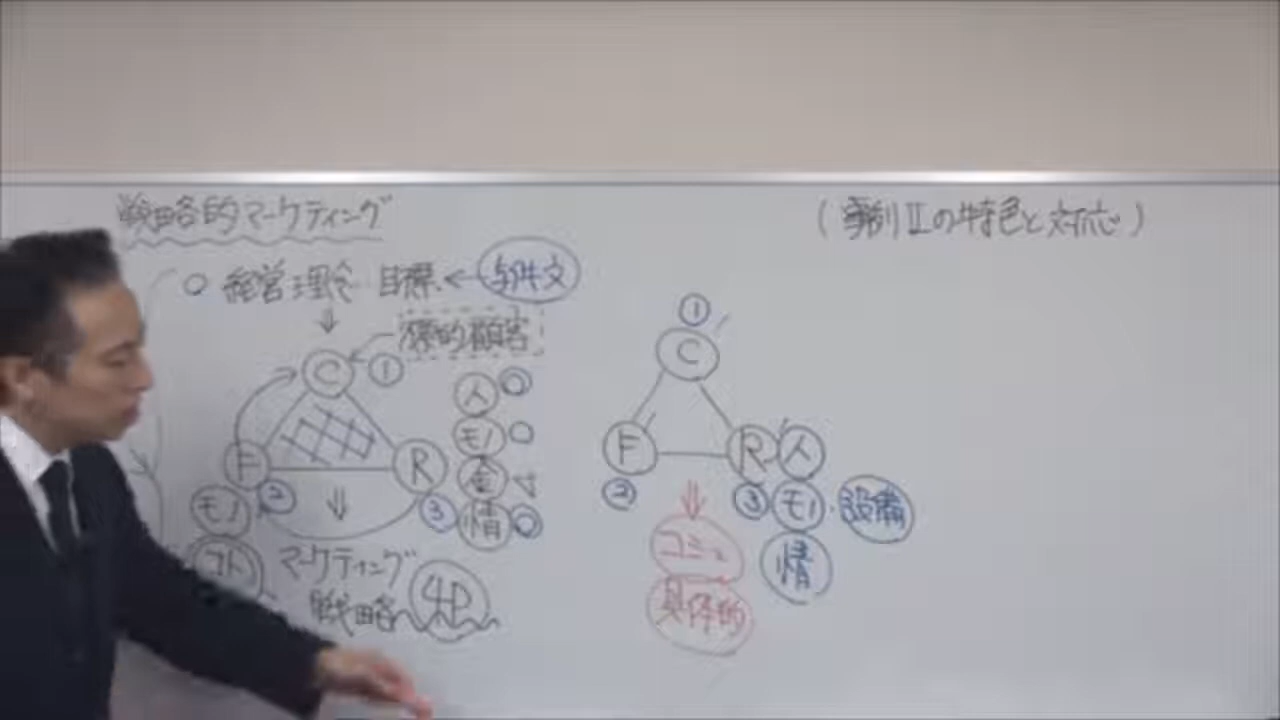 戦略的マーケティング
(事例Ⅱの特色と対応)
○ 経営理念 目標 ← 与件文
⇓
標的顧客
C ①
F ②
R ③
人 ○
モノ ○
金 △
情 ○
モノ
コト
⇓
マーケティング
戦略 4P
① C
F ②
R ③
人
モノ・設備
情
⇓
コミュ
具体的